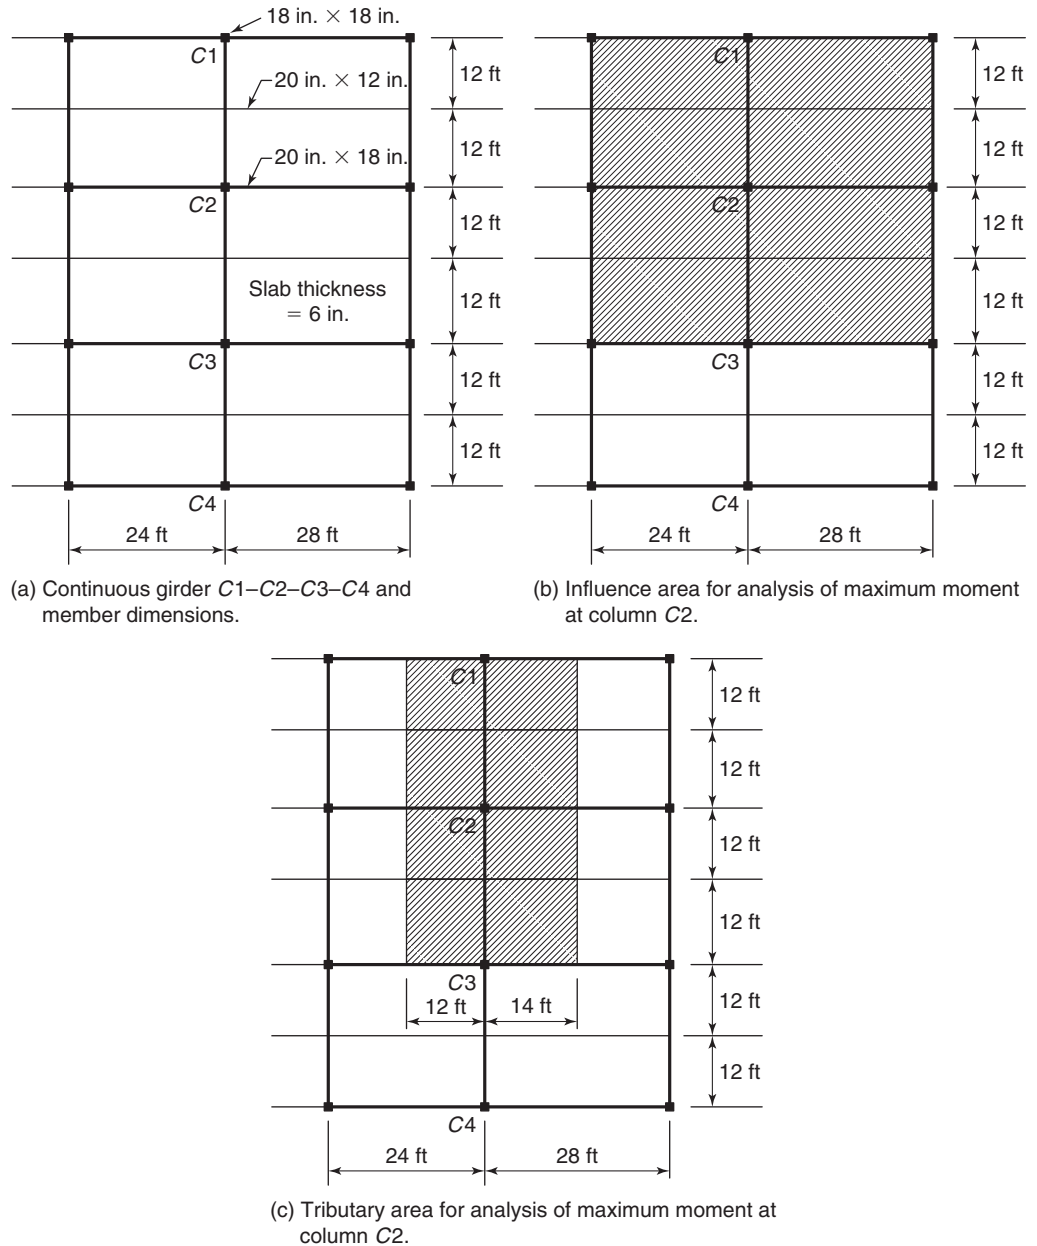 18 in. × 18 in.
C1
12 ft
20 in. × 12 in.
12 ft
20 in. × 18 in.
C2
12 ft
Slab thickness
= 6 in.
12 ft
C3
12 ft
12 ft
C4
24 ft
28 ft
(a) Continuous girder C1–C2–C3–C4 and
member dimensions.
C1
12 ft
12 ft
C2
12 ft
12 ft
C3
12 ft
12 ft
C4
24 ft
28 ft
(b) Influence area for analysis of maximum moment
at column C2.
C1
12 ft
12 ft
C2
12 ft
12 ft
C3
12 ft
14 ft
12 ft
12 ft
C4
24 ft
28 ft
(c) Tributary area for analysis of maximum moment at
column C2.